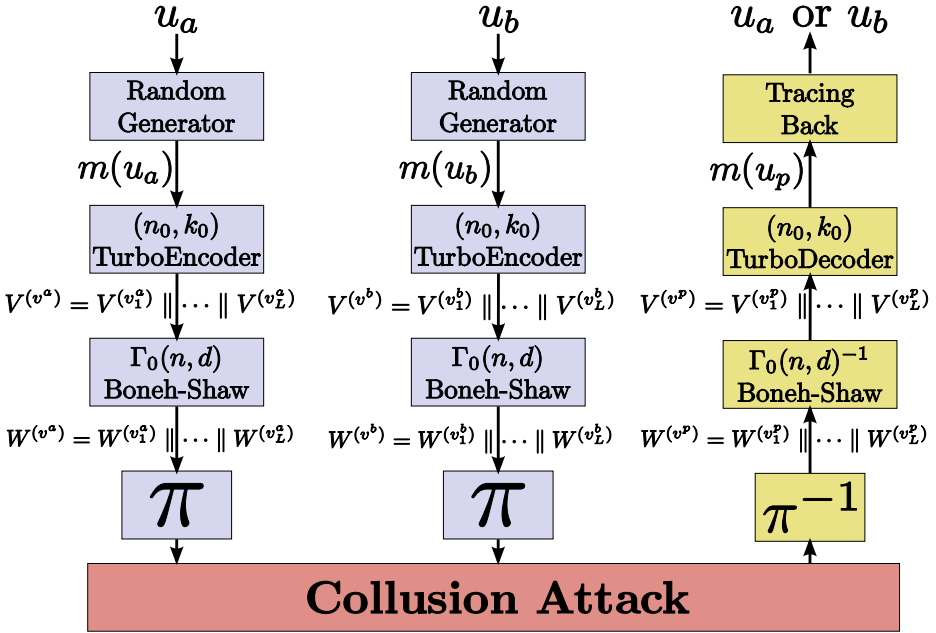 u_a u_b u_a or u_b
Random Generator
Random Generator
Tracing Back
m(u_a) m(u_b) m(u_p)
(n_0, k_0) TurboEncoder
(n_0, k_0) TurboEncoder
(n_0, k_0) TurboDecoder
V^{(v^a)} = V^{(v_1^a)} ∥ ⋯ ∥ V^{(v_L^a)}
V^{(v^b)} = V^{(v_1^b)} ∥ ⋯ ∥ V^{(v_L^b)}
V^{(v^p)} = V^{(v_1^p)} ∥ ⋯ ∥ V^{(v_L^p)}
Γ_0(n, d) Boneh-Shaw
Γ_0(n, d) Boneh-Shaw
Γ_0(n, d)^{-1} Boneh-Shaw
W^{(v^a)} = W^{(v_1^a)} ∥ ⋯ ∥ W^{(v_L^a)}
W^{(v^b)} = W^{(v_1^b)} ∥ ⋯ ∥ W^{(v_L^b)}
W^{(v^p)} = W^{(v_1^p)} ∥ ⋯ ∥ W^{(v_L^p)}
π π π^{-1}
Collusion Attack